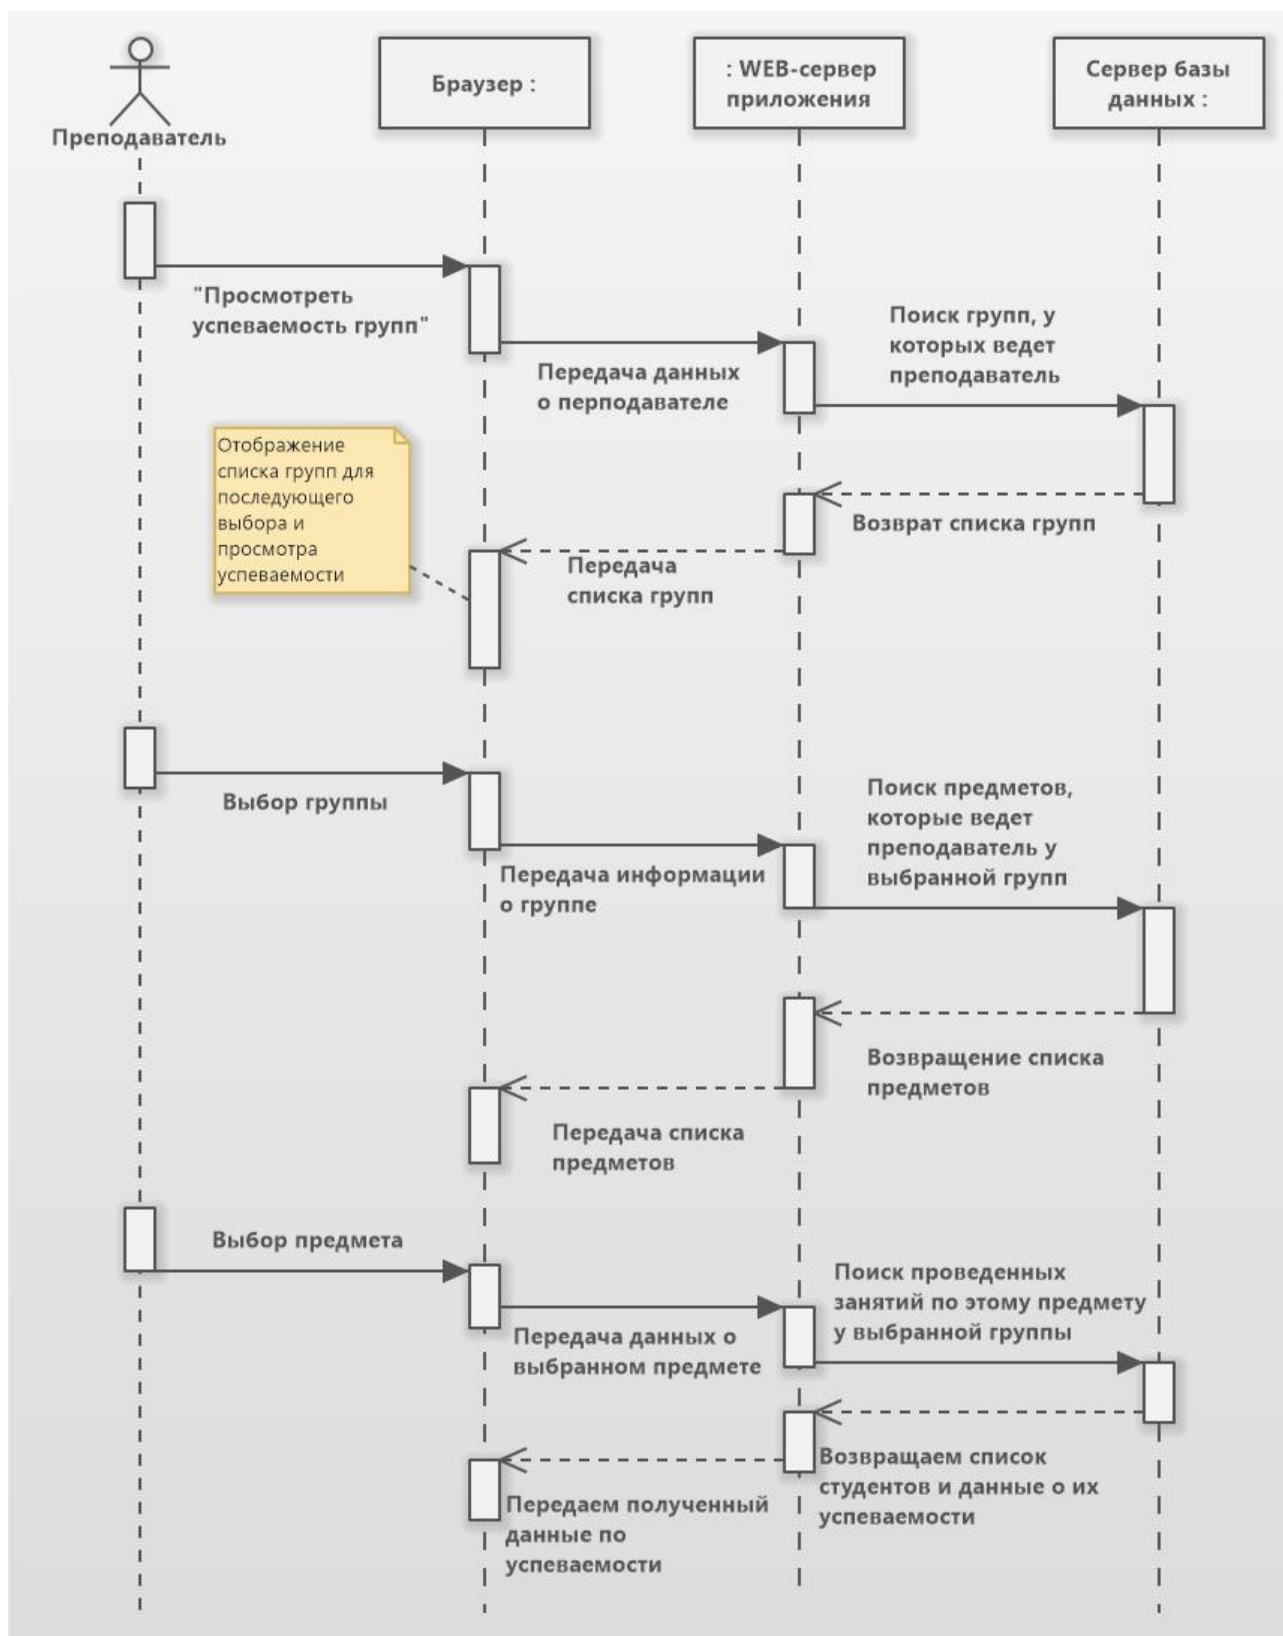 Преподаватель
Браузер :
: WEB-сервер
приложения
Сервер базы
данных :
"Просмотреть
успеваемость групп"
Передача данных
о перподавателе
Поиск групп, у
которых ведет
преподаватель
Отображение
списка групп для
последующего
выбора и
просмотра
успеваемости
Возврат списка групп
Передача
списка групп
Выбор группы
Передача информации
о группе
Поиск предметов,
которые ведет
преподаватель у
выбранной групп
Возвращение списка
предметов
Передача списка
предметов
Выбор предмета
Передача данных о
выбранном предмете
Поиск проведенных
занятий по этому предмету
у выбранной группы
Возвращаем список
студентов и данные о их
успеваемости
Передаем полученный
данные по
успеваемости